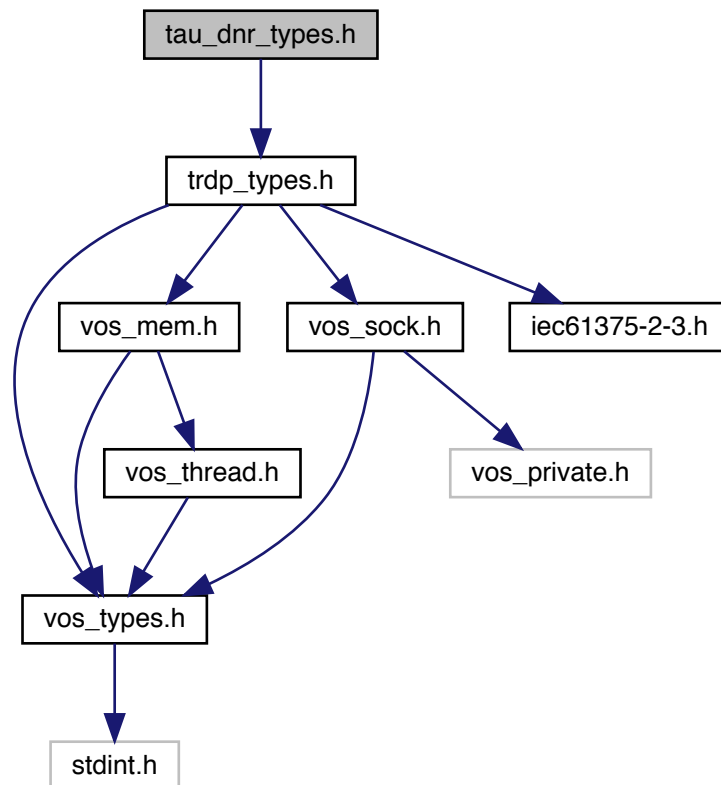 tau_dnr_types.h
trdp_types.h
vos_mem.h
vos_sock.h
iec61375-2-3.h
vos_thread.h
vos_private.h
vos_types.h
stdint.h